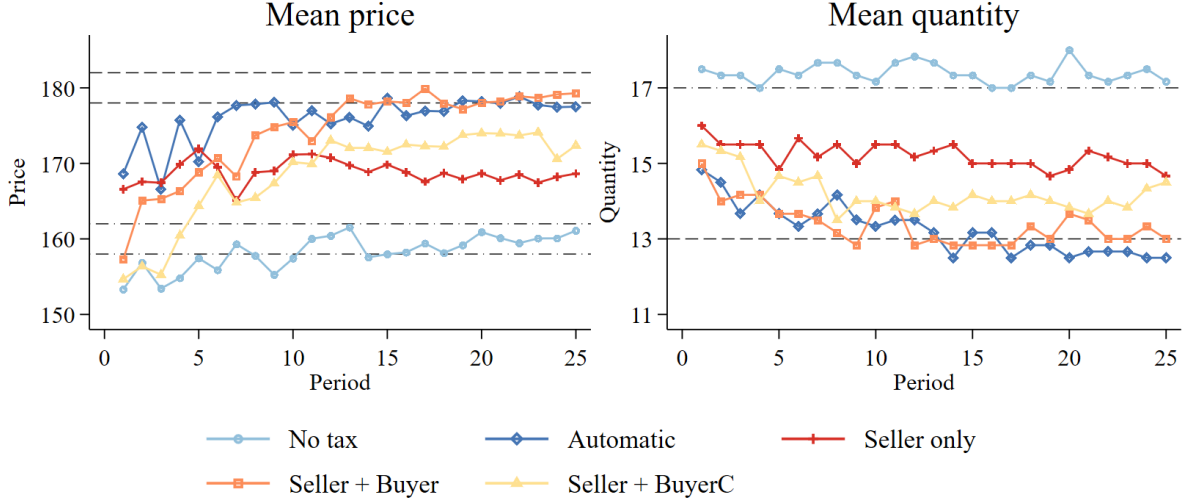 Mean price
Price
180
170
160
150
0 5 10 15 20 25
Period
Mean quantity
Quantity
17
15
13
11
0 5 10 15 20 25
Period
No tax Automatic Seller only
Seller + Buyer Seller + BuyerC